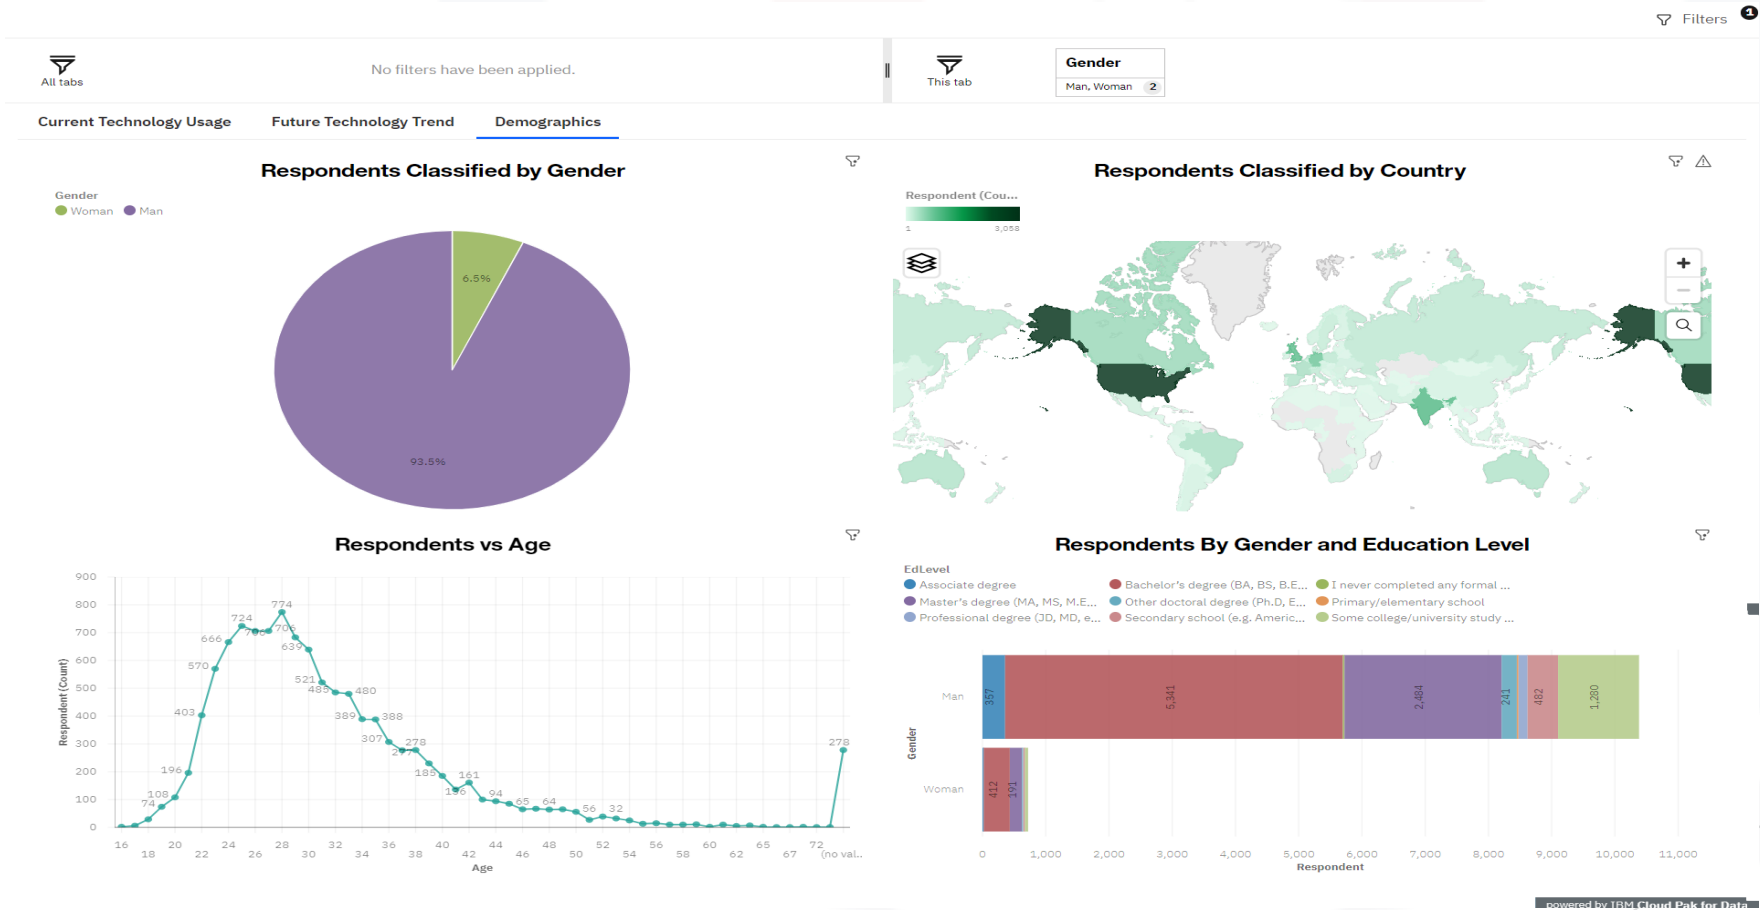 Filters 1
All tabs
No filters have been applied.
This tab
Gender
Man, Woman 2
Current Technology Usage Future Technology Trend Demographics
Respondents Classified by Gender
Gender
Woman Man
6.5%
93.5%
Respondents Classified by Country
Respondent (Cou...
1 3,058
Respondents vs Age
Respondent (Count)
900
800
700
600
500
400
300
200
100
0
74
108
196
403
570
666
724
706
774
639
521
485
480
389
388
307
278
185
161
94
65
64
56
32
278
16 18 20 22 24 26 28 30 32 34 36 38 40 42 44 46 48 50 52 54 56 58 60 62 65 67 72 (no val..
Age
Respondents By Gender and Education Level
EdLevel
Associate degree Bachelor's degree (BA, BS, B.E... I never completed any formal ...
Master's degree (MA, MS, M.E... Other doctoral degree (Ph.D, E... Primary/elementary school
Professional degree (JD, MD, e... Secondary school (e.g. Americ... Some college/university study ...
Gender
Man
357 5,341 2,484 241 482 1,280
Woman
412 191
0 1,000 2,000 3,000 4,000 5,000 6,000 7,000 8,000 9,000 10,000 11,000
Respondent
powered by IBM Cloud Pak for Data